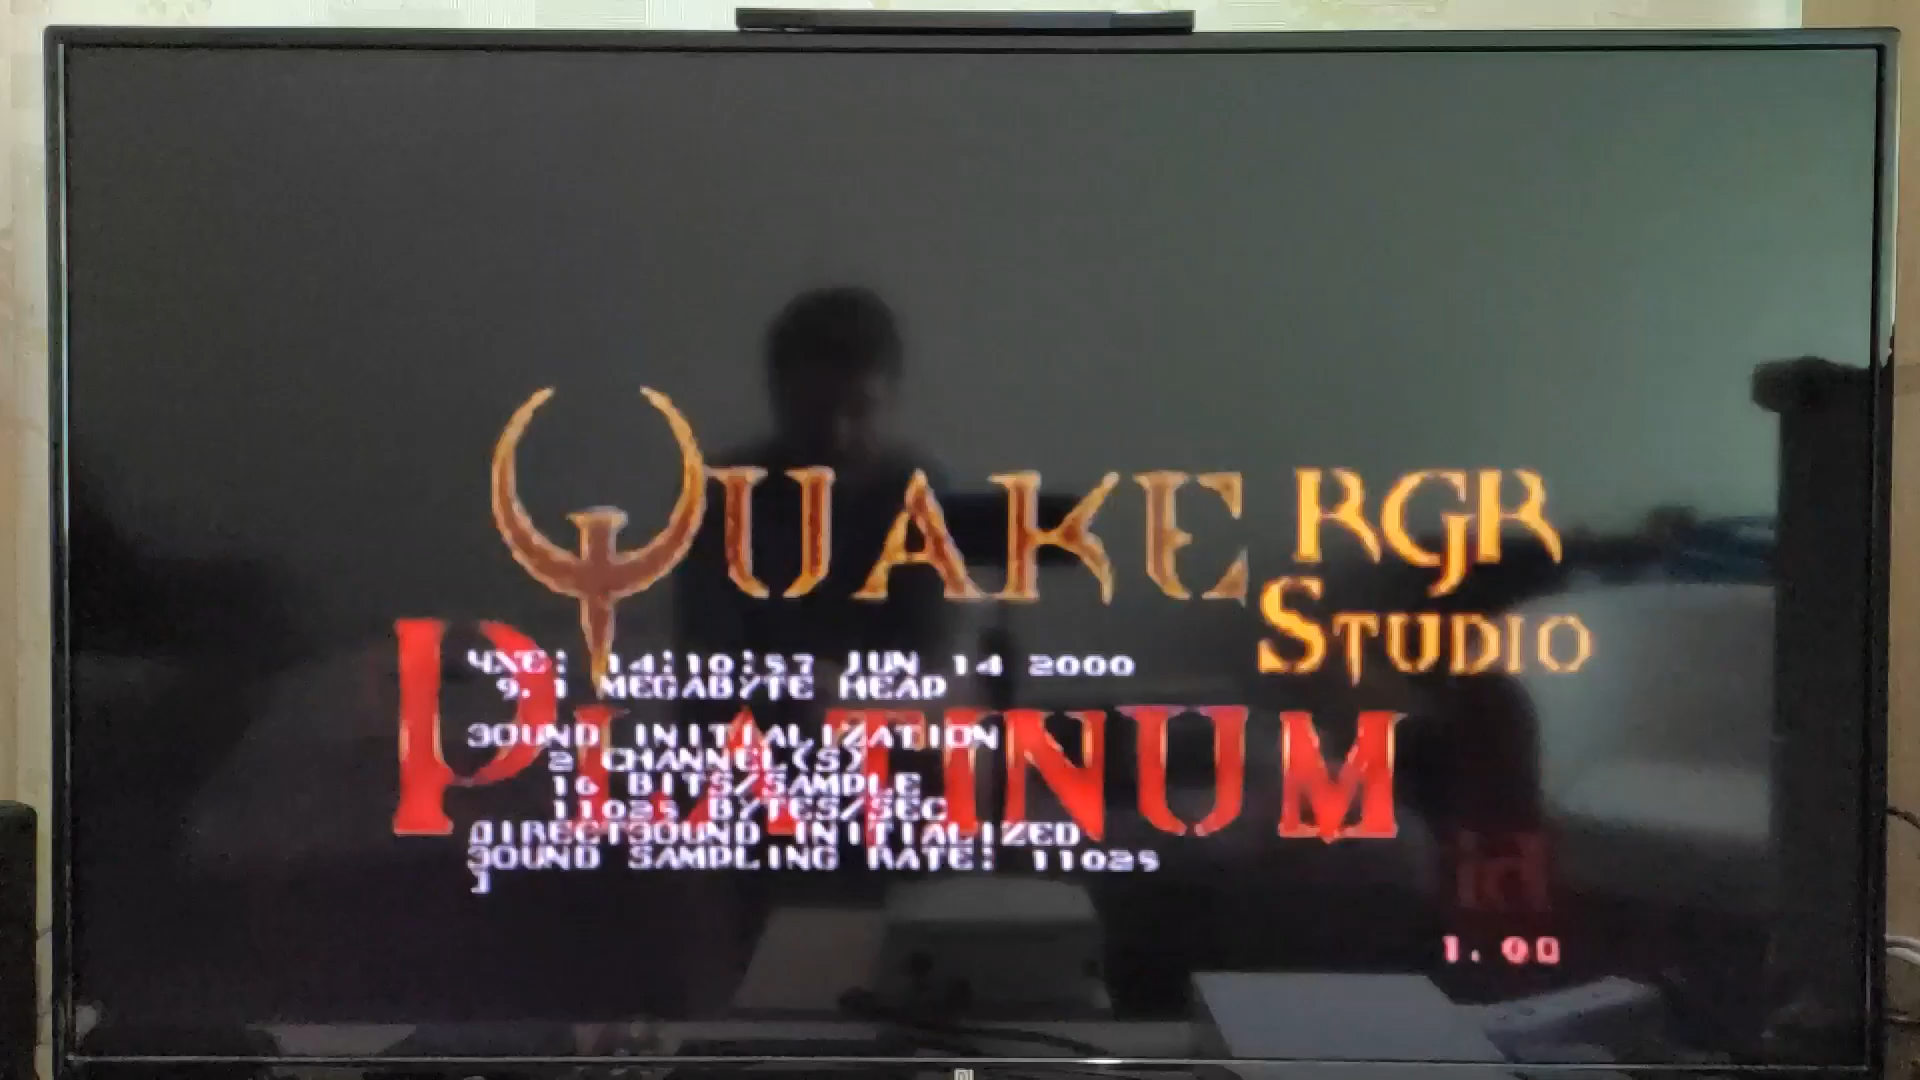 QUAKE
RGR
STUDIO
PLATINUM
EXE: 14:10:57 JUN 14 2000
9.1 MEGABYTE HEAP
SOUND INITIALIZATION
2 CHANNEL(S)
16 BITS/SAMPLE
11025 BYTES/SEC
DIRECTSOUND INITIALIZED
SOUND SAMPLING RATE: 11025
]
id
1.00